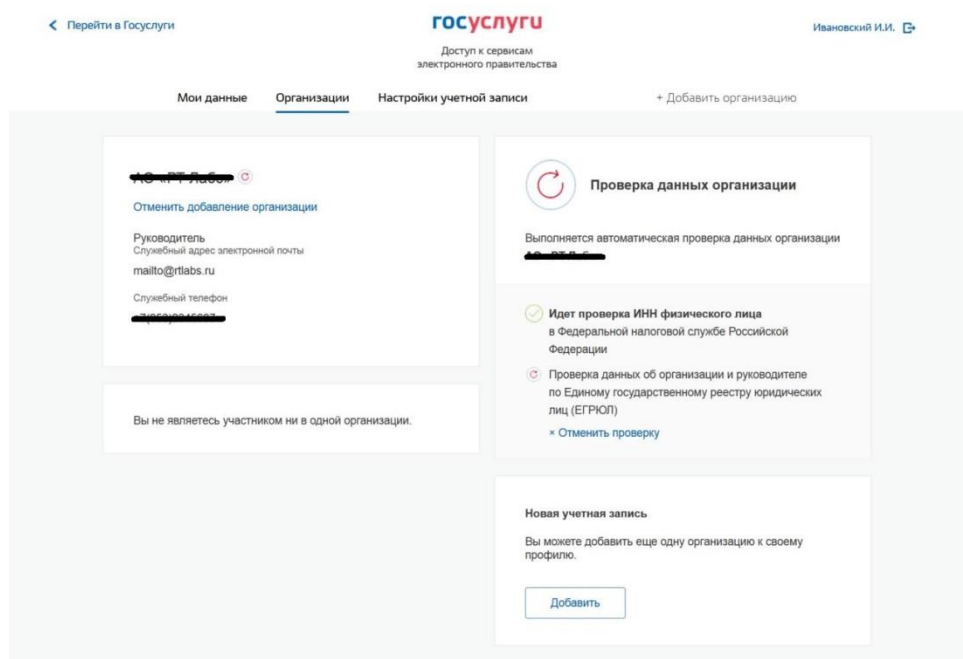 Перейти в Госуслуги
госуслуги
Ивановский И.И.
Доступ к сервисам
электронного правительства
Мои данные
Организации
Настройки учетной записи
+ Добавить организацию
Отменить добавление организации
Руководитель
Служебный адрес электронной почты
mailto@rtlabs.ru
Служебный телефон
Вы не являетесь участником ни в одной организации.
Проверка данных организации
Выполняется автоматическая проверка данных организации
Идет проверка ИНН физического лица
в Федеральной налоговой службе Российской
Федерации
Проверка данных об организации и руководителе
по Единому государственному реестру юридических
лиц (ЕГРЮЛ)
× Отменить проверку
Новая учетная запись
Вы можете добавить еще одну организацию к своему
профилю.
Добавить